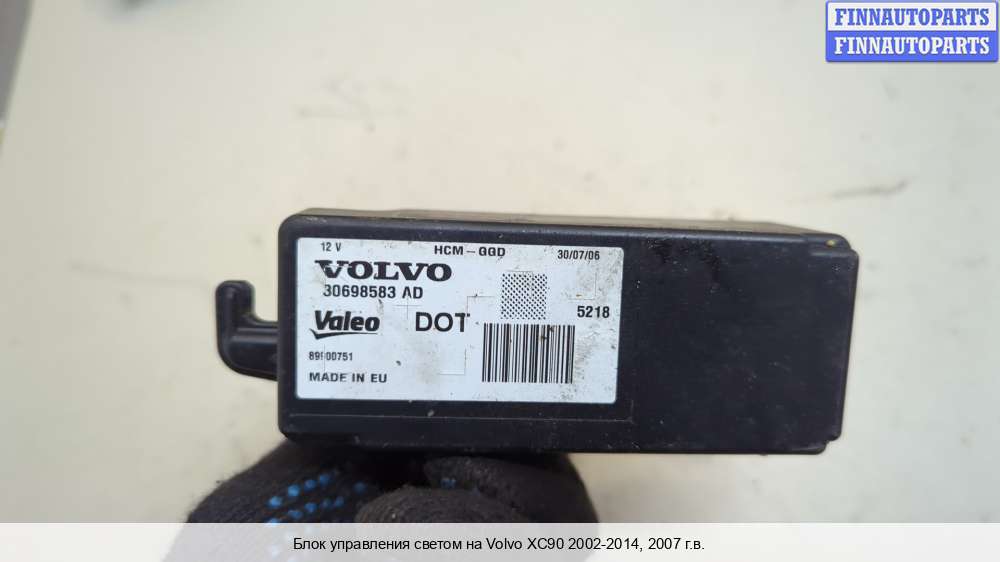 FINNAUTOPARTS
FINNAUTOPARTS
12 V HCM-GGD 30/07/06
VOLVO
30698583 AD
5218
Valeo DOT
MADE IN EU
Блок управления светом на Volvo XC90 2002-2014, 2007 г.в.